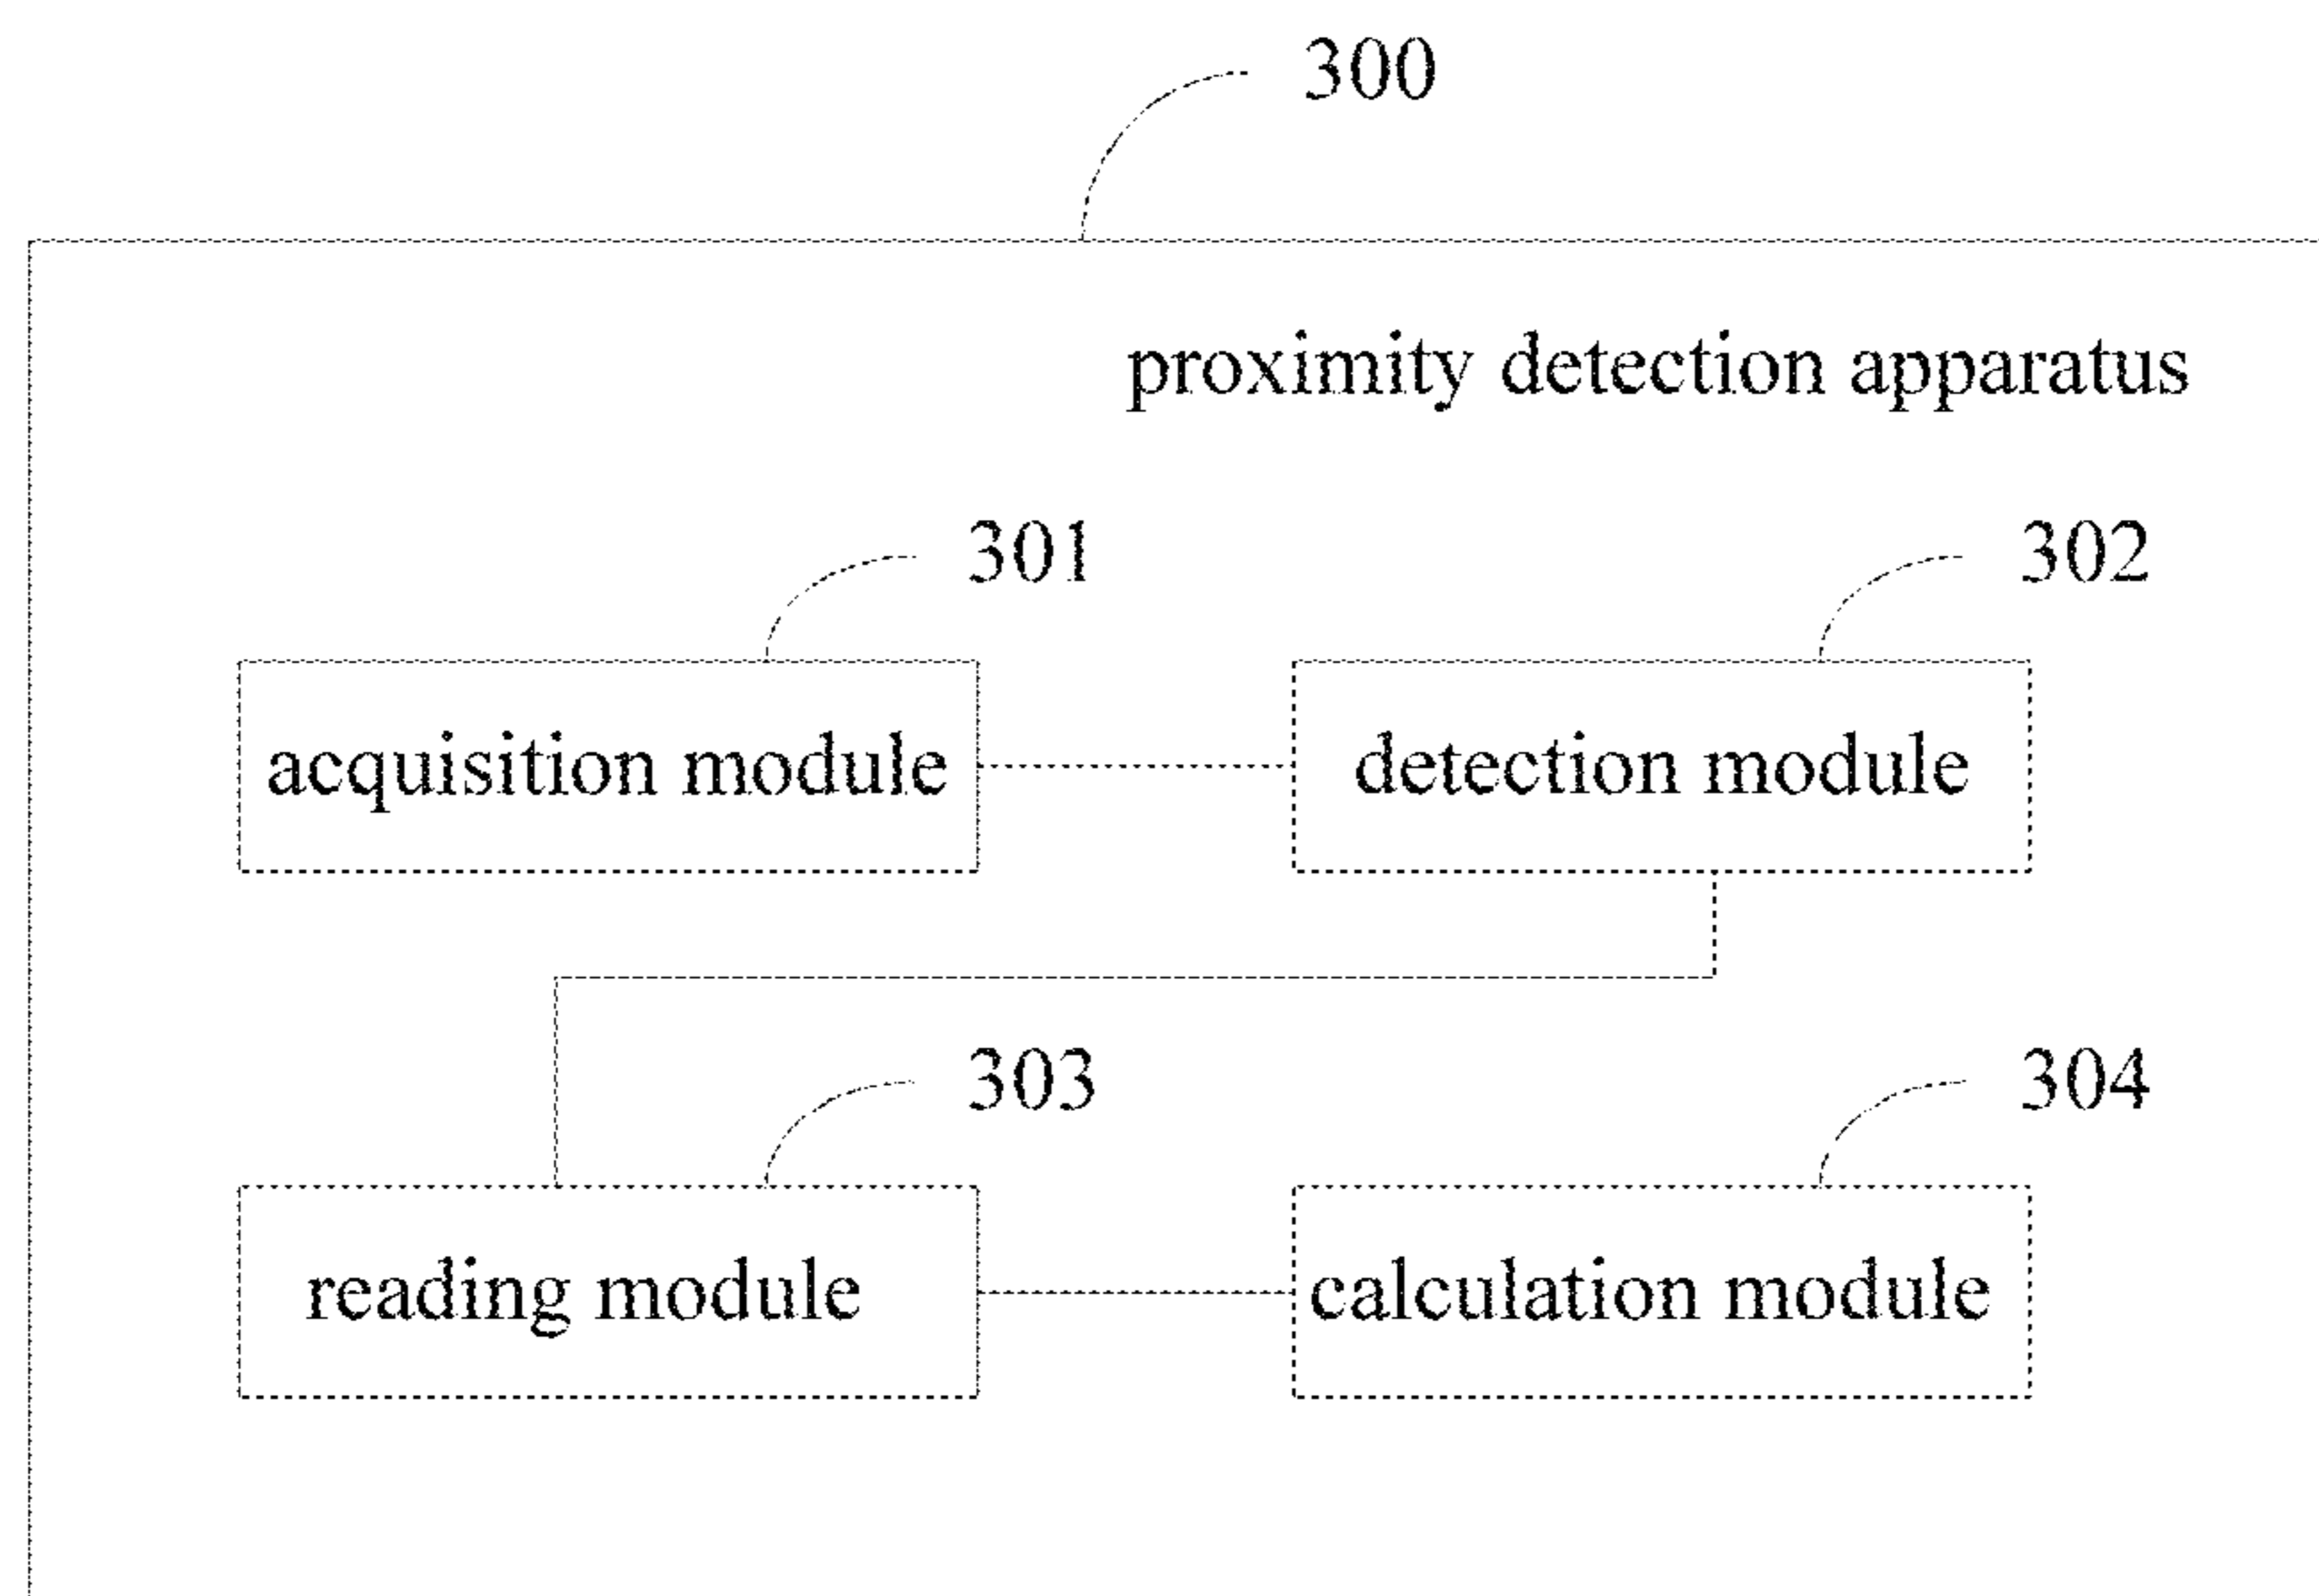 300
proximity detection apparatus
301
302
acquisition module
detection module
303
304
reading module
calculation module